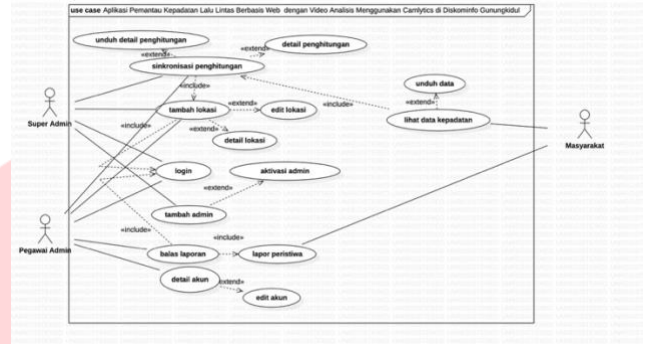 use case Aplikasi Pemantau Kepadatan Lalu Lintas Berbasis Web dengan Video Analisis Menggunakan Camlytics di Diskominfo Gunungkidul
unduh detail penghitungan
«extend»
«extend»
detail penghitungan
sinkronisasi penghitungan
«include»
unduh data
«extend»
tambah lokasi
«extend»
edit lokasi
«include»
lihat data kepadatan
Super Admin
«include»
«extend»
detail lokasi
Masyarakat
login
aktivasi admin
«extend»
tambah admin
«include»
«include»
Pegawai Admin
balas laporan
lapor peristiwa
detail akun
«extend»
edit akun